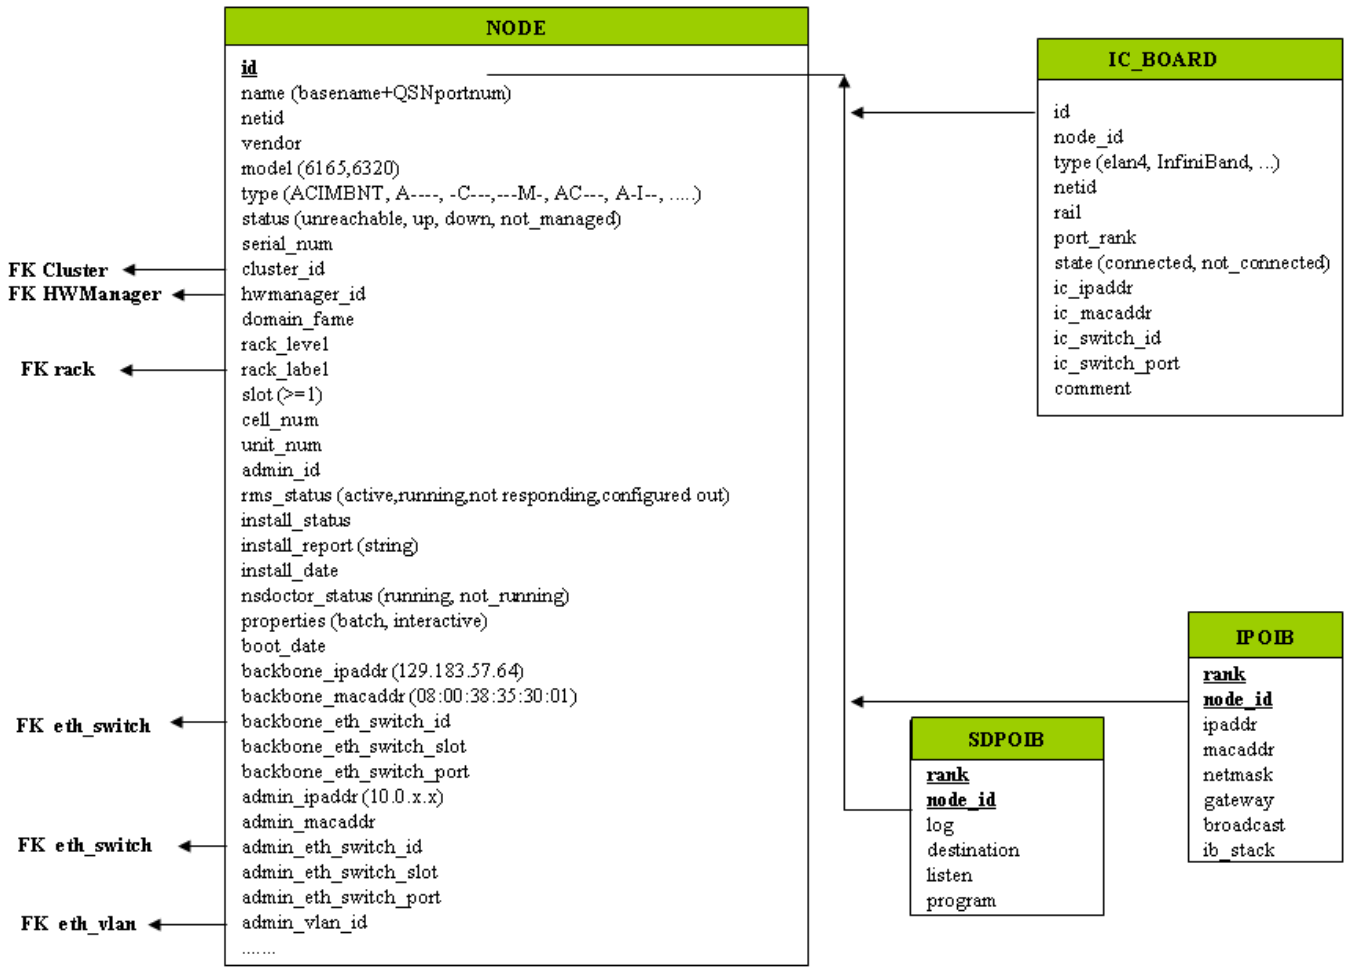 NODE
id
name (basename+QSNportnum)
netid
vendor
model (6165,6320)
type (ACIMBNT, A----, -C---,---M-, AC---, A-I--, .....)
status (unreachable, up, down, not_managed)
serial_num
FK Cluster
cluster_id
FK HWManager
hwmanager_id
domain_fame
rack_level
FK rack
rack_label
slot (>=1)
cell_num
unit_num
admin_id
rms_status (active,running,not responding,configured out)
install_status
install_report (string)
install_date
nsdoctor_status (running, not_running)
properties (batch, interactive)
boot_date
backbone_ipaddr (129.183.57.64)
backbone_macaddr (08:00:38:35:30:01)
FK eth_switch
backbone_eth_switch_id
backbone_eth_switch_slot
backbone_eth_switch_port
admin_ipaddr (10.0.x.x)
admin_macaddr
FK eth_switch
admin_eth_switch_id
admin_eth_switch_slot
admin_eth_switch_port
FK eth_vlan
admin_vlan_id
.......
IC_BOARD
id
node_id
type (elan4, InfiniBand, ...)
netid
rail
port_rank
state (connected, not_connected)
ic_ipaddr
ic_macaddr
ic_switch_id
ic_switch_port
comment
IPOIB
rank
node_id
ipaddr
macaddr
netmask
gateway
broadcast
ib_stack
SDPOIB
rank
node_id
log
destination
listen
program